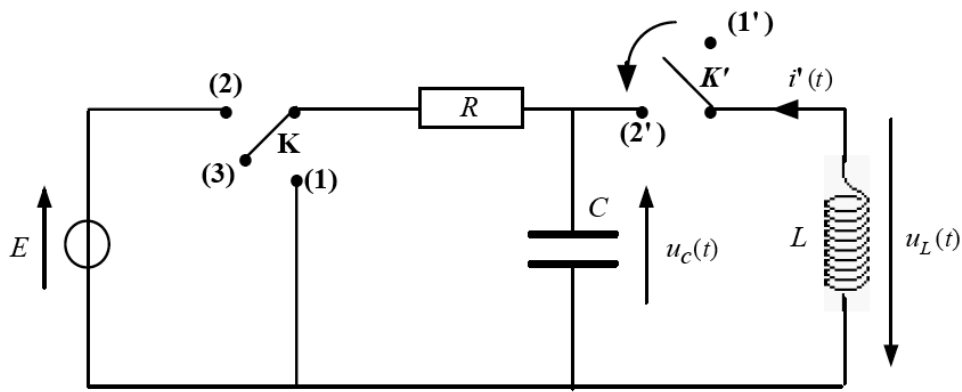 (1')
(2)
K'
i'(t)
R
(2')
K
(3)
(1)
C
E
u_C(t)
L
u_L(t)